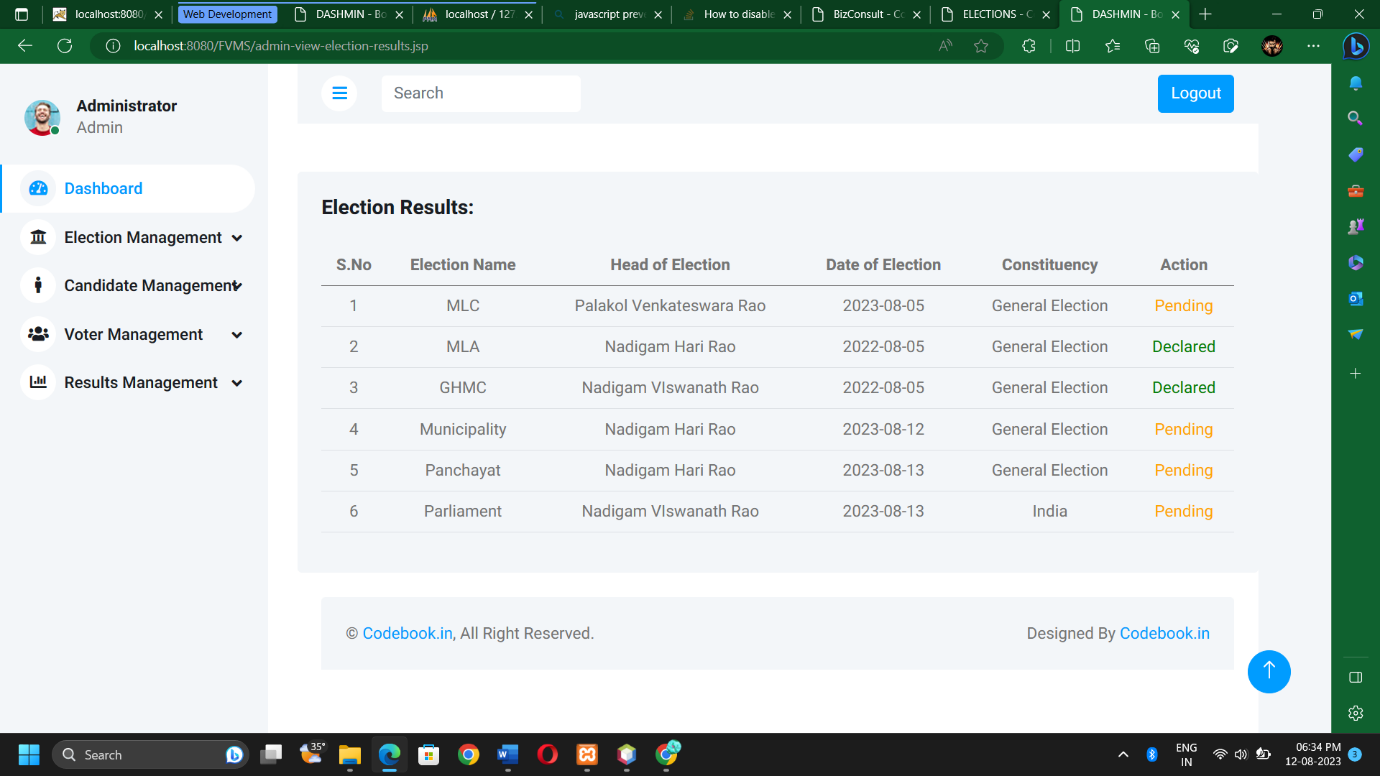 localhost:8080/
Web Development
DASHMIN - Bo
localhost / 127
javascript prev
How to disable
BizConsult - Co
ELECTIONS - C
DASHMIN - Bo
localhost:8080/FVMS/admin-view-election-results.jsp
Administrator
Admin
Search
Logout
Dashboard
Election Management
Candidate Management
Voter Management
Results Management
Election Results:
S.No Election Name Head of Election Date of Election Constituency Action
1 MLC Palakol Venkateswara Rao 2023-08-05 General Election Pending
2 MLA Nadigam Hari Rao 2022-08-05 General Election Declared
3 GHMC Nadigam VIswanath Rao 2022-08-05 General Election Declared
4 Municipality Nadigam Hari Rao 2023-08-12 General Election Pending
5 Panchayat Nadigam Hari Rao 2023-08-13 General Election Pending
6 Parliament Nadigam VIswanath Rao 2023-08-13 India Pending
© Codebook.in, All Right Reserved.
Designed By Codebook.in
Search
35°
ENG
IN
06:34 PM
12-08-2023
3